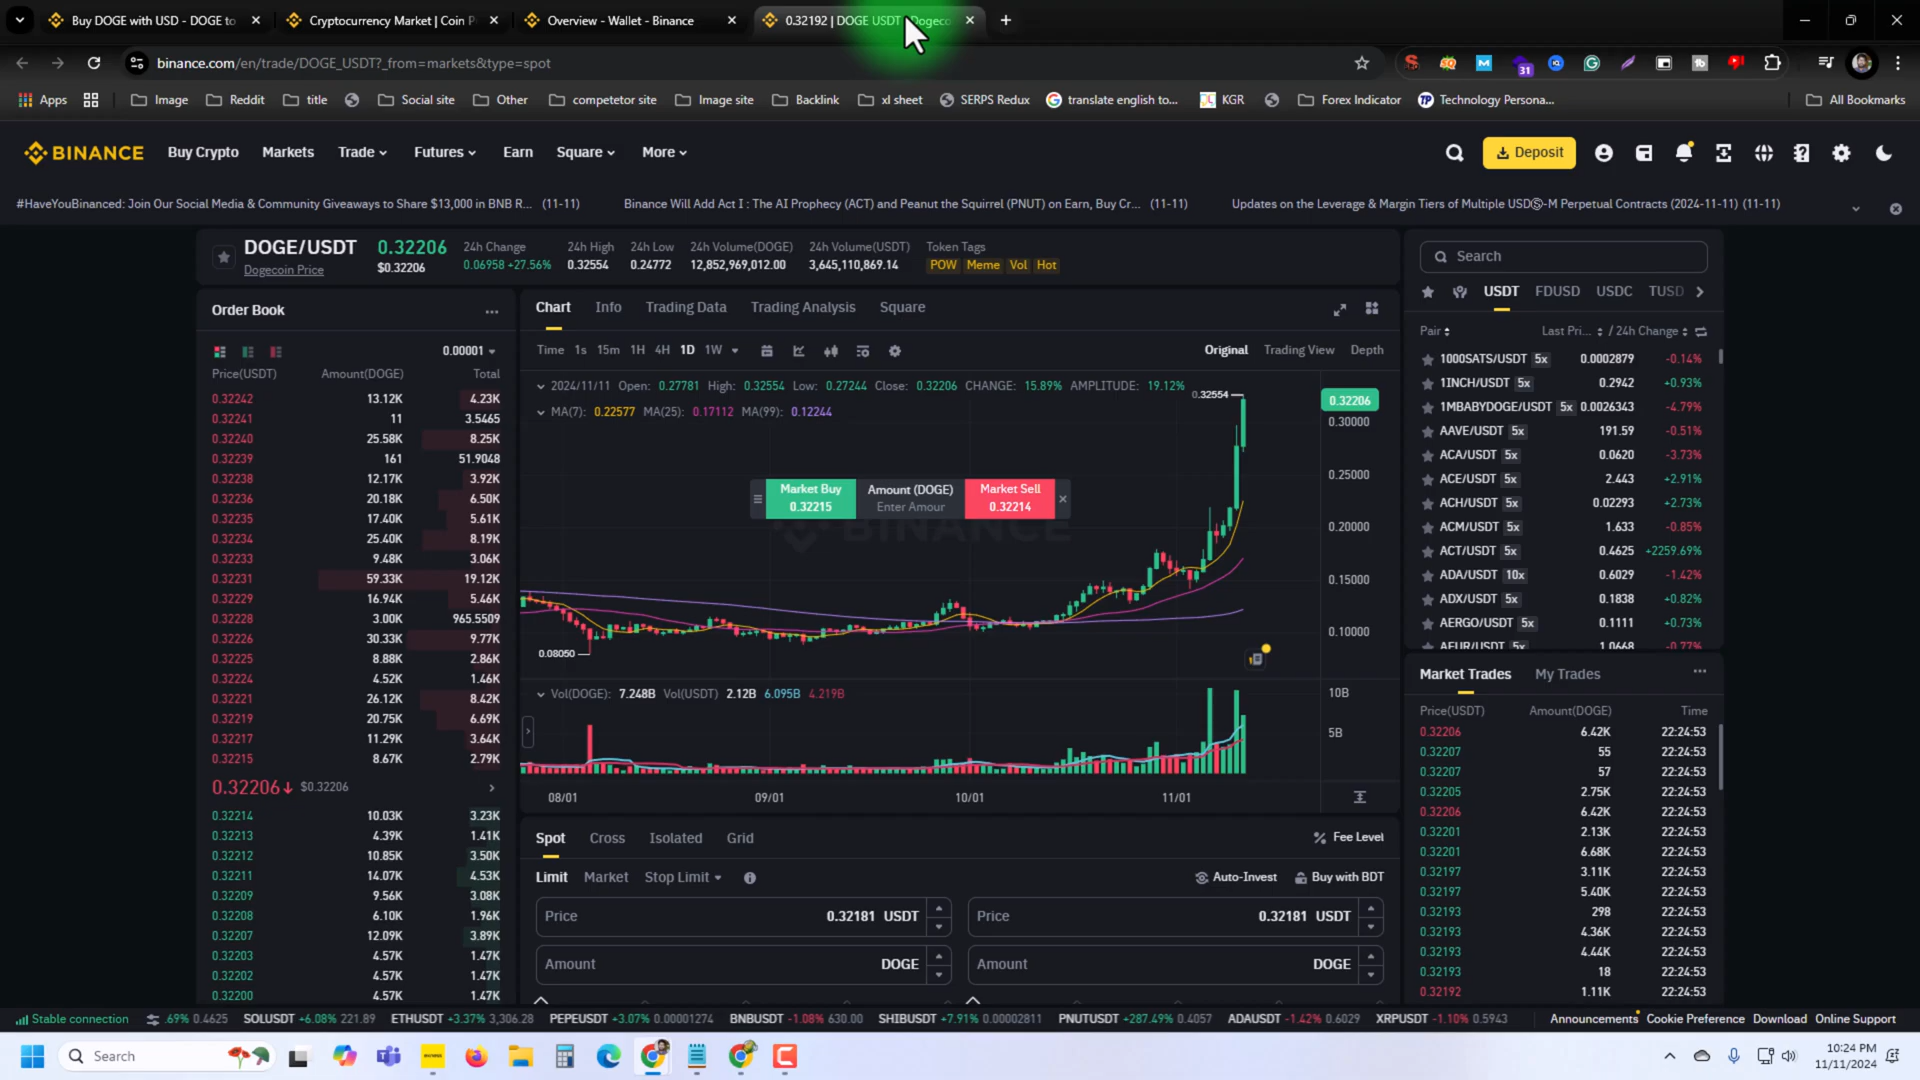 Buy DOGE with USD - DOGE to
Cryptocurrency Market | Coin P
Overview - Wallet - Binance
0.32192 | DOGE USDT | Dogeco
binance.com/en/trade/DOGE_USDT?_from=markets&type=spot
31
Apps
Image
Reddit
title
Social site
Other
competetor site
Image site
Backlink
xl sheet
SERPS Redux
translate english to...
KGR
Forex Indicator
Technology Persona...
All Bookmarks
BINANCE
Buy Crypto
Markets
Trade
Futures
Earn
Square
More
Deposit
#HaveYouBinanced: Join Our Social Media & Community Giveaways to Share $13,000 in BNB R... (11-11)
Binance Will Add Act I : The AI Prophecy (ACT) and Peanut the Squirrel (PNUT) on Earn, Buy Cr... (11-11)
Updates on the Leverage & Margin Tiers of Multiple USDⓈ-M Perpetual Contracts (2024-11-11) (11-11)
DOGE/USDT
Dogecoin Price
0.32206
$0.32206
24h Change
0.06958 +27.56%
24h High
0.32554
24h Low
0.24772
24h Volume(DOGE)
12,852,969,012.00
24h Volume(USDT)
3,645,110,869.14
Token Tags
POW Meme Vol Hot
Order Book
0.00001
Price(USDT) Amount(DOGE) Total
0.32242 13.12K 4.23K
0.32241 11 3.5465
0.32240 25.58K 8.25K
0.32239 161 51.9048
0.32238 12.17K 3.92K
0.32236 20.18K 6.50K
0.32235 17.40K 5.61K
0.32234 25.40K 8.19K
0.32233 9.48K 3.06K
0.32231 59.33K 19.12K
0.32229 16.94K 5.46K
0.32228 3.00K 965.5509
0.32226 30.33K 9.77K
0.32225 8.88K 2.86K
0.32224 4.52K 1.46K
0.32221 26.12K 8.42K
0.32219 20.75K 6.69K
0.32217 11.29K 3.64K
0.32215 8.67K 2.79K
0.32206↓ $0.32206
0.32214 10.03K 3.23K
0.32213 4.39K 1.41K
0.32212 10.85K 3.50K
0.32211 14.07K 4.53K
0.32209 9.56K 3.08K
0.32208 6.10K 1.96K
0.32207 12.09K 3.89K
0.32203 4.57K 1.47K
0.32202 4.57K 1.47K
0.32200 4.57K 1.47K
Chart Info Trading Data Trading Analysis Square
Time 1s 15m 1H 4H 1D 1W
Original Trading View Depth
2024/11/11 Open: 0.27781 High: 0.32554 Low: 0.27244 Close: 0.32206 CHANGE: 15.89% AMPLITUDE: 19.12%
MA(7): 0.22577 MA(25): 0.17112 MA(99): 0.12244
0.32554
0.32206
0.30000
0.25000
0.20000
0.15000
0.10000
Market Buy
0.32215
Amount (DOGE)
Enter Amour
Market Sell
0.32214
BINANCE
0.08050
Vol(DOGE): 7.248B Vol(USDT) 2.12B 6.095B 4.219B
10B
5B
08/01 09/01 10/01 11/01
Spot Cross Isolated Grid
Fee Level
Limit Market Stop Limit
Auto-Invest
Buy with BDT
Price 0.32181 USDT
Price 0.32181 USDT
Amount DOGE
Amount DOGE
Search
USDT FDUSD USDC TUSD
Pair Last Pri... / 24h Change
1000SATS/USDT 5x 0.0002879 -0.14%
1INCH/USDT 5x 0.2942 +0.93%
1MBABYDOGE/USDT 5x 0.0026343 -4.79%
AAVE/USDT 5x 191.59 -0.51%
ACA/USDT 5x 0.0620 -3.73%
ACE/USDT 5x 2.443 +2.91%
ACH/USDT 5x 0.02293 +2.73%
ACM/USDT 5x 1.633 -0.85%
ACT/USDT 5x 0.4625 +2259.69%
ADA/USDT 10x 0.6029 -1.42%
ADX/USDT 5x 0.1838 +0.82%
AERGO/USDT 5x 0.1111 +0.73%
AEUR/USDT 5x 1.0668 -0.77%
Market Trades My Trades
Price(USDT) Amount(DOGE) Time
0.32206 6.42K 22:24:53
0.32207 55 22:24:53
0.32207 57 22:24:53
0.32205 2.75K 22:24:53
0.32206 6.42K 22:24:53
0.32201 2.13K 22:24:53
0.32201 6.68K 22:24:53
0.32197 3.11K 22:24:53
0.32197 5.40K 22:24:53
0.32193 298 22:24:53
0.32193 4.36K 22:24:53
0.32193 4.44K 22:24:53
0.32193 18 22:24:53
0.32192 1.11K 22:24:53
Stable connection
.69% 0.4625 SOLUSDT +6.08% 221.89 ETHUSDT +3.37% 3,306.28 PEPEUSDT +3.07% 0.00001274 BNBUSDT -1.08% 630.00 SHIBUSDT +7.91% 0.00002811 PNUTUSDT +287.49% 0.4057 ADAUSDT -1.42% 0.6029 XRPUSDT -1.10% 0.5943
Announcements Cookie Preference Download Online Support
Search
10:24 PM
11/11/2024